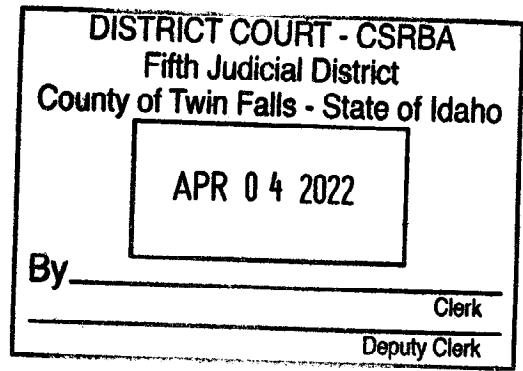 DISTRICT COURT - CSRBA
Fifth Judicial District
County of Twin Falls - State of Idaho
APR 04 2022
By
Clerk
Deputy Clerk